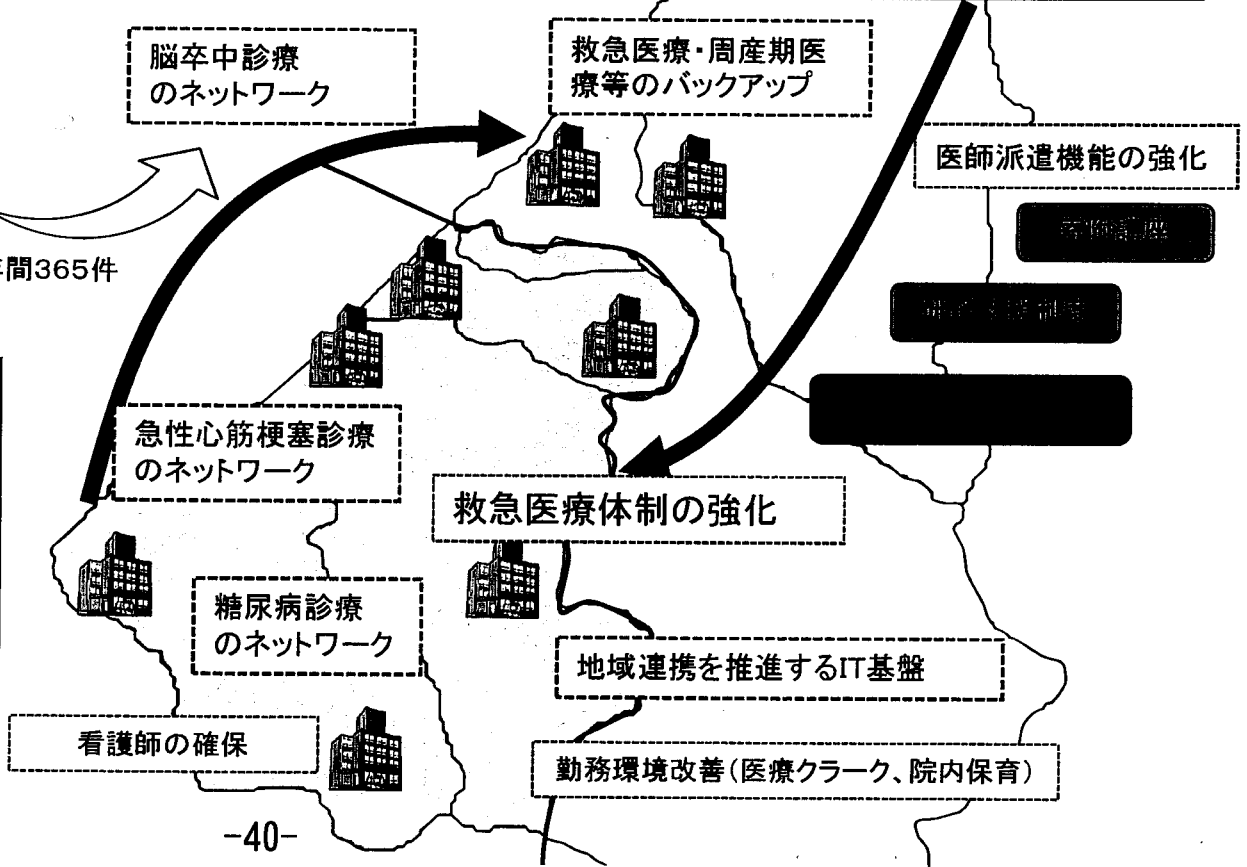 脳卒中診療
のネットワーク
救急医療・周産期医
療等のバックアップ
医師派遣機能の強化
間365件
急性心筋梗塞診療
のネットワーク
救急医療体制の強化
糖尿病診療
のネットワーク
地域連携を推進するIT基盤
看護師の確保
勤務環境改善(医療クラーク、院内保育)
-40-